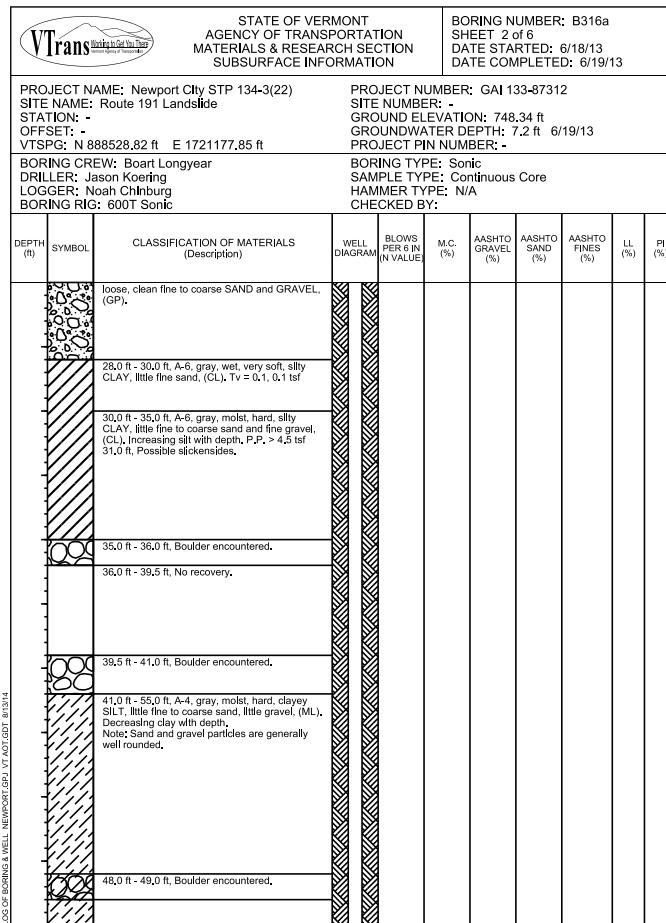 VTrans Working to Get You There
Vermont Agency of Transportation
STATE OF VERMONT
AGENCY OF TRANSPORTATION
MATERIALS & RESEARCH SECTION
SUBSURFACE INFORMATION
BORING NUMBER: B316a
SHEET 2 of 6
DATE STARTED: 6/18/13
DATE COMPLETED: 6/19/13
PROJECT NAME: Newport City STP 134-3(22)
SITE NAME: Route 191 Landslide
STATION: -
OFFSET: -
VTSPG: N 888528.82 ft E 1721177.85 ft
PROJECT NUMBER: GAI 133-87312
SITE NUMBER: -
GROUND ELEVATION: 748.34 ft
GROUNDWATER DEPTH: 7.2 ft 6/19/13
PROJECT PIN NUMBER: -
BORING CREW: Boart Longyear
DRILLER: Jason Koering
LOGGER: Noah Chinburg
BORING RIG: 600T Sonic
BORING TYPE: Sonic
SAMPLE TYPE: Continuous Core
HAMMER TYPE: N/A
CHECKED BY:
DEPTH
(ft)
SYMBOL
CLASSIFICATION OF MATERIALS
(Description)
WELL
DIAGRAM
BLOWS
PER 6 IN
(N VALUE)
M.C.
(%)
AASHTO
GRAVEL
(%)
AASHTO
SAND
(%)
AASHTO
FINES
(%)
LL
(%)
PI
(%)
loose, clean fine to coarse SAND and GRAVEL,
(GP).
28.0 ft - 30.0 ft, A-6, gray, wet, very soft, silty
CLAY, little fine sand, (CL). Tv = 0.1, 0.1 tsf
30.0 ft - 35.0 ft, A-6, gray, moist, hard, silty
CLAY, little fine to coarse sand and fine gravel,
(CL). Increasing silt with depth. P.P. > 4.5 tsf
31.0 ft, Possible slickensides.
35.0 ft - 36.0 ft, Boulder encountered.
36.0 ft - 39.5 ft, No recovery.
39.5 ft - 41.0 ft, Boulder encountered.
41.0 ft - 55.0 ft, A-4, gray, moist, hard, clayey
SILT, little fine to coarse sand, little gravel, (ML).
Decreasing clay with depth.
Note: Sand and gravel particles are generally
well rounded.
48.0 ft - 49.0 ft, Boulder encountered.
OG OF BORING & WELL NEWPORT.GPJ VT AOT.GDT 8/13/14